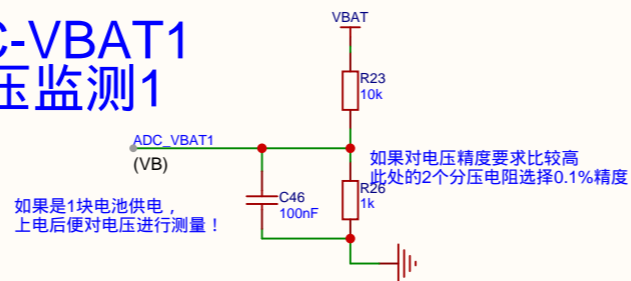 VBAT
C-VBAT1
压监测1
R23
10k
ADC_VBAT1
(VB)
如果对电压精度要求比较高
此处的2个分压电阻选择0.1%精度
R26
1k
C46
100nF
如果是1块电池供电，
上电后便对电压进行测量！